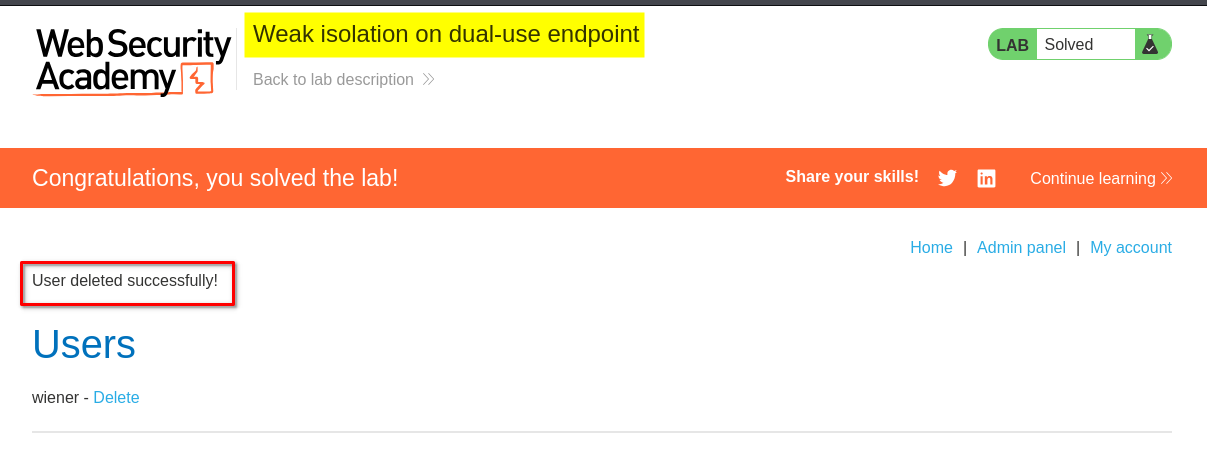 Web Security
Academy
Weak isolation on dual-use endpoint
Back to lab description
LAB Solved
Congratulations, you solved the lab!
Share your skills!
Continue learning
Home | Admin panel | My account
User deleted successfully!
Users
wiener - Delete